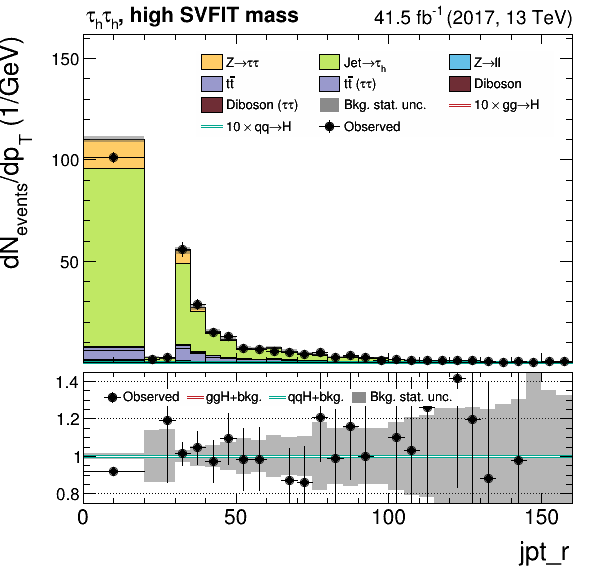 τhτh, high SVFIT mass 41.5 fb⁻¹ (2017, 13 TeV)
dNevents/dpT (1/GeV)
150
100
50
Z→ττ Jet→τh Z→ll
tt̄ tt̄ (ττ) Diboson
Diboson (ττ) Bkg. stat. unc. 10 × gg→H
10 × qq→H Observed
1.4
1.2
1
0.8
Observed ggH+bkg. qqH+bkg. Bkg. stat. unc.
0 50 100 150
jpt_r